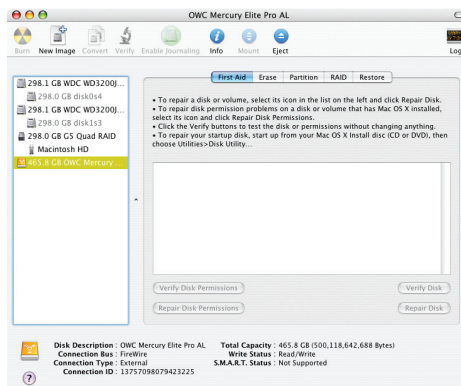 OWC Mercury Elite Pro AL
Burn New Image Convert Verify Enable Journaling Info Mount Eject Log
298.1 GB WDC WD3200J...
298.0 GB disk0s4
298.1 GB WDC WD3200J...
298.0 GB disk1s3
298.0 GB G5 Quad RAID
Macintosh HD
465.8 GB OWC Mercury ...
First Aid Erase Partition RAID Restore
• To repair a disk or volume, select its icon in the list on the left and click Repair Disk.
• To repair disk permission problems on a disk or volume that has Mac OS X installed,
select its icon and click Repair Disk Permissions.
• Click the Verify buttons to test the disk or permissions without changing anything.
• To repair your startup disk, start up from your Mac OS X Install disc (CD or DVD), then
choose Utilities>Disk Utility...
Verify Disk Permissions Verify Disk
Repair Disk Permissions Repair Disk
Disk Description : OWC Mercury Elite Pro AL Total Capacity : 465.8 GB (500,118,642,688 Bytes)
Connection Bus : FireWire Write Status : Read/Write
Connection Type : External S.M.A.R.T. Status : Not Supported
Connection ID : 13757098079423225
?